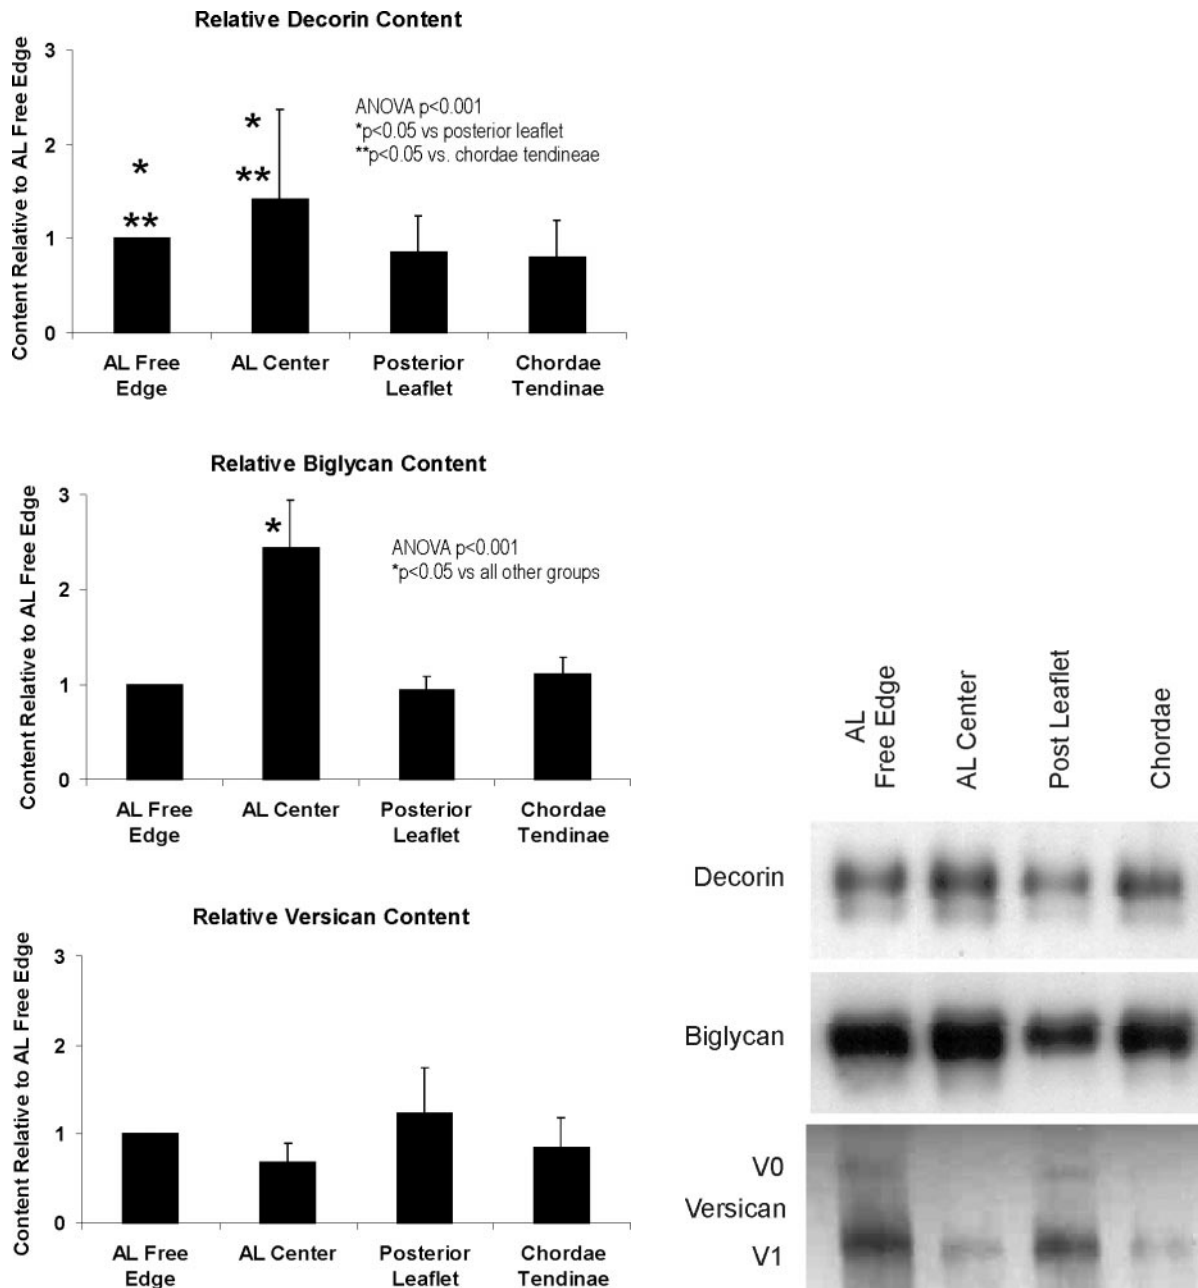 Relative Decorin Content
Content Relative to AL Free Edge
3
2
1
0
*
**
*
**
ANOVA p<0.001
*p<0.05 vs posterior leaflet
**p<0.05 vs. chordae tendineae
AL Free
Edge
AL Center
Posterior
Leaflet
Chordae
Tendinae
Relative Biglycan Content
Content Relative to AL Free Edge
3
2
1
0
*
ANOVA p<0.001
*p<0.05 vs all other groups
AL Free
Edge
AL Center
Posterior
Leaflet
Chordae
Tendinae
Relative Versican Content
Content Relative to AL Free Edge
3
2
1
0
AL Free
Edge
AL Center
Posterior
Leaflet
Chordae
Tendinae
AL
Free Edge
AL Center
Post Leaflet
Chordae
Decorin
Biglycan
V0
Versican
V1